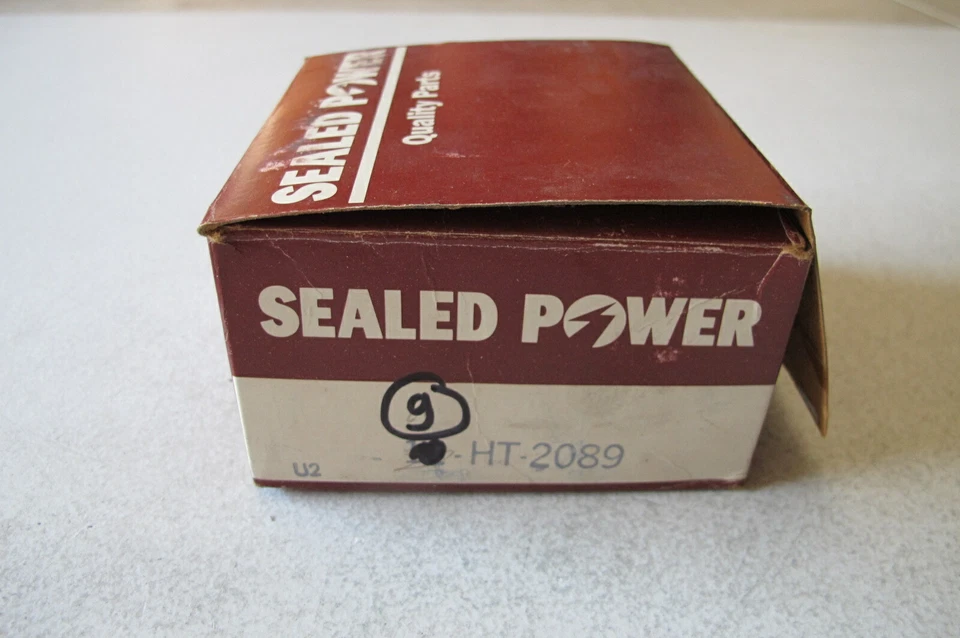 SEALED POWER
Quality Parts
SEALED POWER
9
- HT-2089
U2